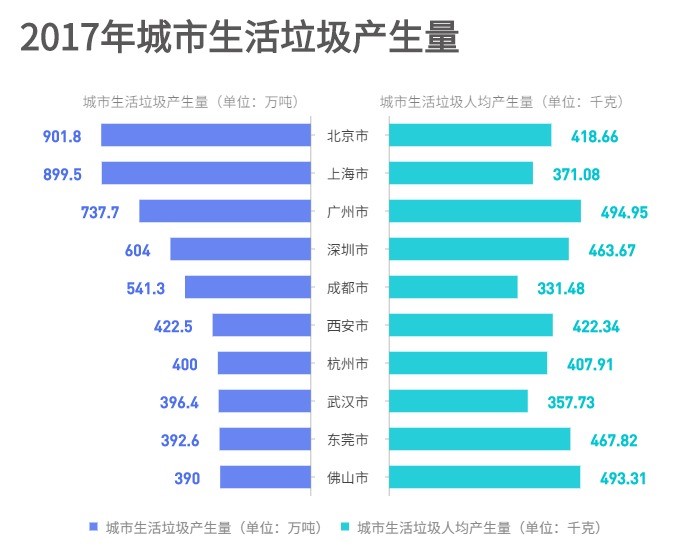 2017年城市生活垃圾产生量
城市生活垃圾产生量（单位：万吨） 城市生活垃圾人均产生量（单位：千克）
901.8 北京市 418.66
899.5 上海市 371.08
737.7 广州市 494.95
604 深圳市 463.67
541.3 成都市 331.48
422.5 西安市 422.34
400 杭州市 407.91
396.4 武汉市 357.73
392.6 东莞市 467.82
390 佛山市 493.31
城市生活垃圾产生量（单位：万吨） 城市生活垃圾人均产生量（单位：千克）